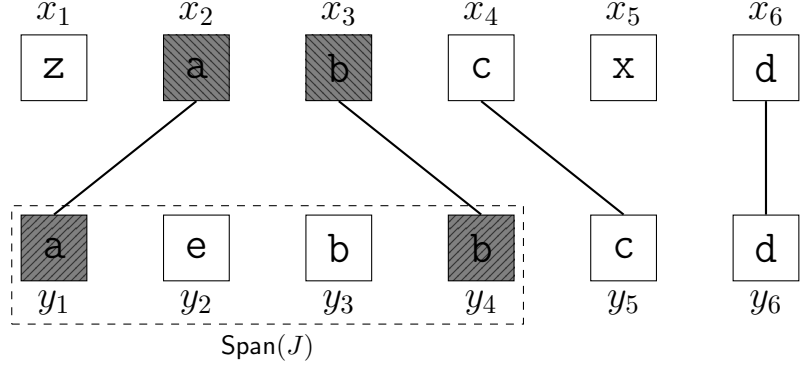 x₁ x₂ x₃ x₄ x₅ x₆
z a b c x d
a e b b c d
y₁ y₂ y₃ y₄ y₅ y₆
Span(J)